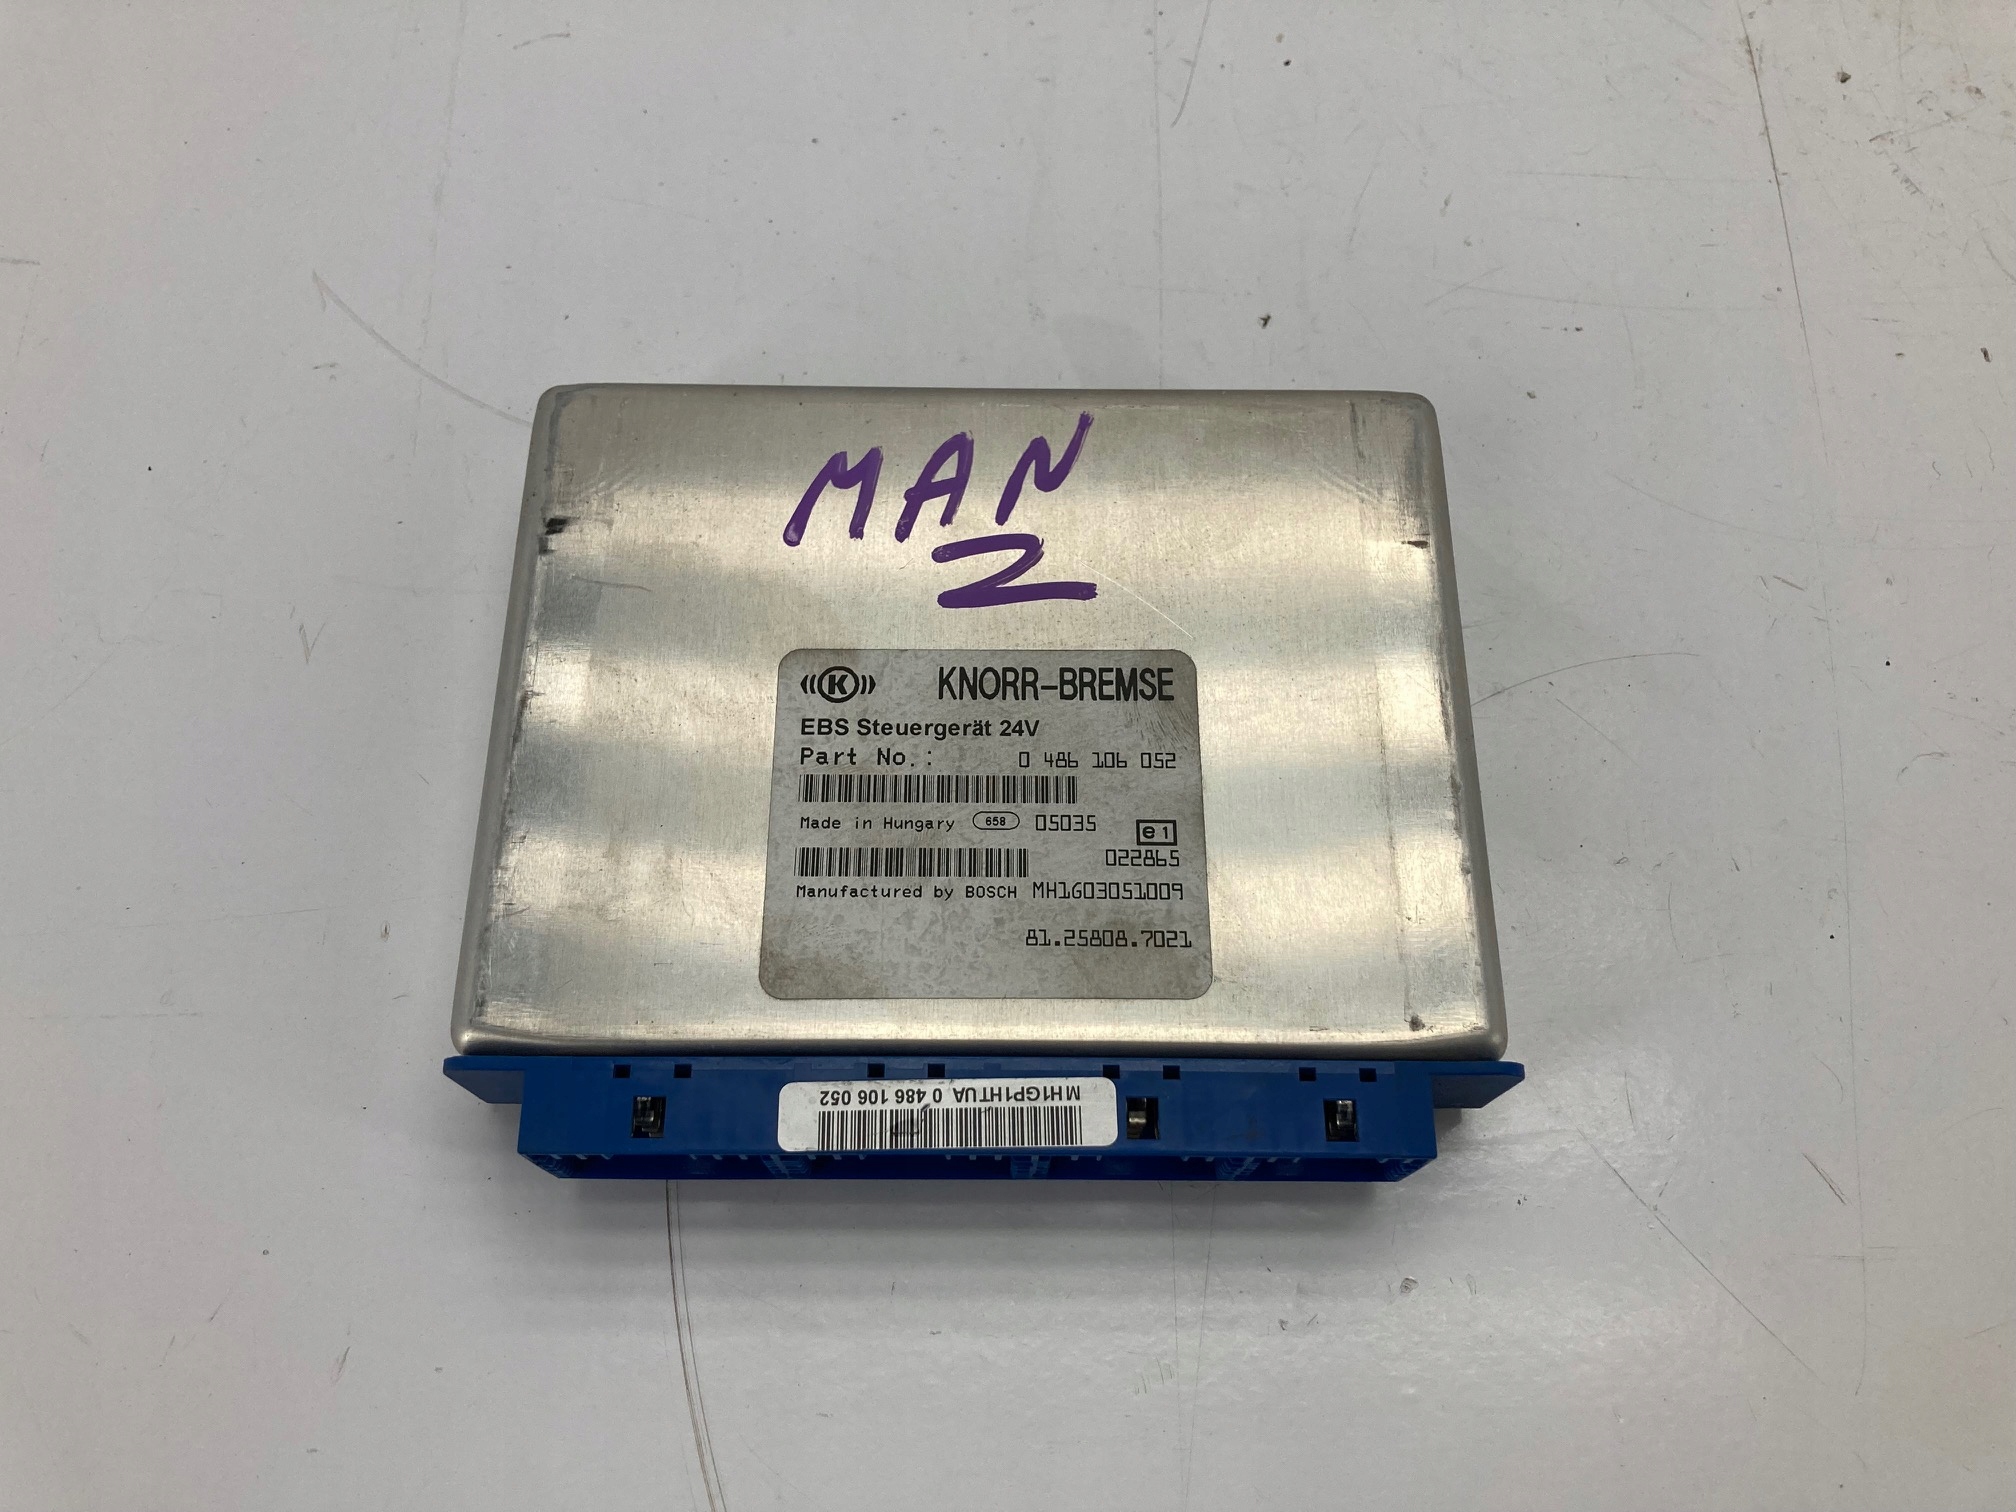 MAN
2
K KNORR-BREMSE
EBS Steuergerät 24V
Part No.: 0 486 106 052
Made in Hungary 658 05035 e1
022865
Manufactured by BOSCH MH1G03051009
81.25808.7021
MH1GP1HTUA 0 486 106 052